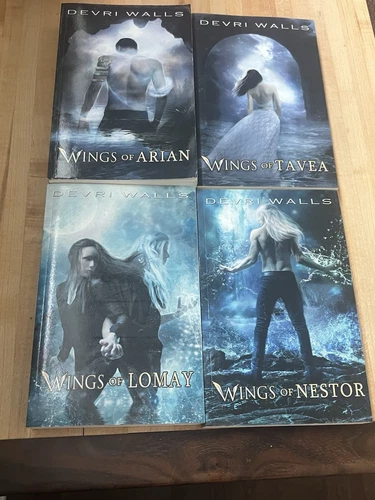 DEVRI WALLS
WINGS OF ARIAN
DEVRI WALLS
WINGS OF TAVEA
DEVRI WALLS
WINGS OF LOMAY
DEVRI WALLS
WINGS OF NESTOR